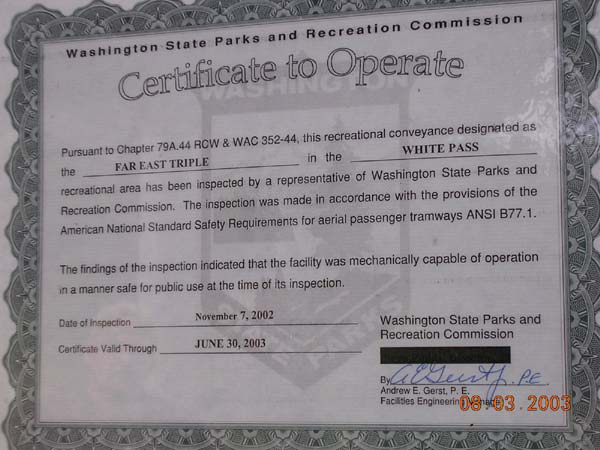 Washington State Parks and Recreation Commission
Certificate to Operate
WASHINGTON
Pursuant to Chapter 79A.44 RCW & WAC 352-44, this recreational conveyance designated as
the FAR EAST TRIPLE in the WHITE PASS
recreational area has been inspected by a representative of Washington State Parks and
Recreation Commission. The inspection was made in accordance with the provisions of the
American National Standard Safety Requirements for aerial passenger tramways ANSI B77.1.
The findings of the inspection indicated that the facility was mechanically capable of operation
in a manner safe for public use at the time of its inspection.
Date of Inspection November 7, 2002
Certificate Valid Through JUNE 30, 2003
Washington State Parks and
Recreation Commission
By
P.E.
Andrew E. Gerst, P. E.
Facilities Engineering
08.03.2003